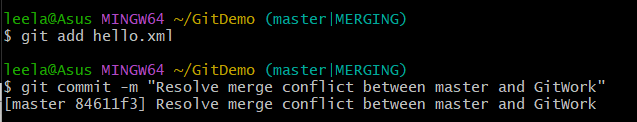 leela@Asus MINGW64 ~/GitDemo (master|MERGING)
$ git add hello.xml
leela@Asus MINGW64 ~/GitDemo (master|MERGING)
$ git commit -m "Resolve merge conflict between master and GitWork"
[master 84611f3] Resolve merge conflict between master and GitWork